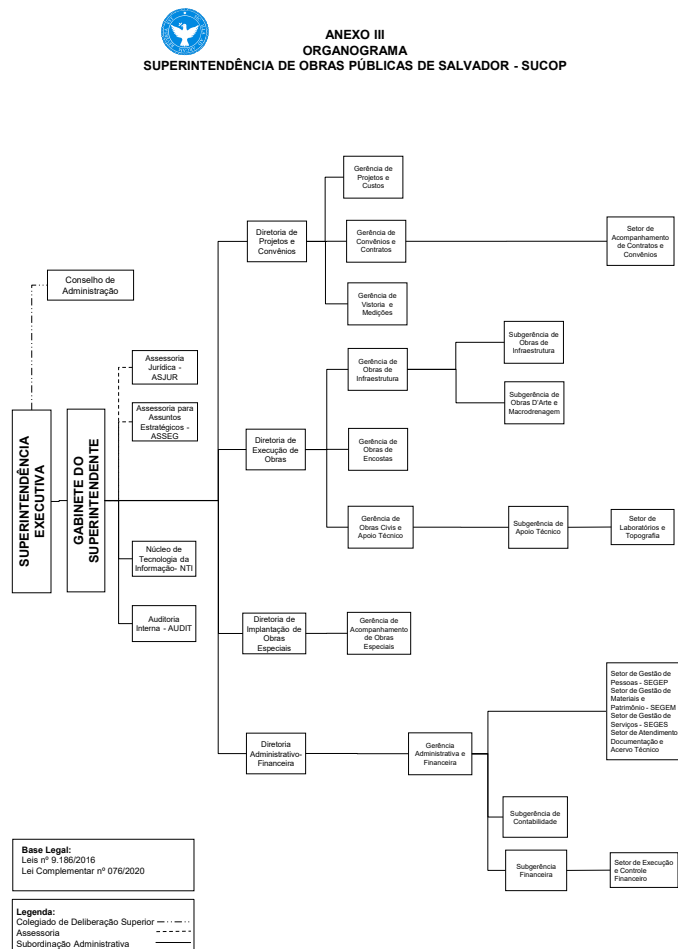 ANEXO III
ORGANOGRAMA
SUPERINTENDÊNCIA DE OBRAS PÚBLICAS DE SALVADOR - SUCOP
Conselho de
Administração
SUPERINTENDÊNCIA
EXECUTIVA
GABINETE DO
SUPERINTENDENTE
Assessoria
Jurídica -
ASJUR
Assessoria para
Assuntos
Estratégicos -
ASSEG
Núcleo de
Tecnologia da
Informação- NTI
Auditoria
Interna - AUDIT
Diretoria de
Projetos e
Convênios
Gerência de
Projetos e
Custos
Gerência de
Convênios e
Contratos
Setor de
Acompanhamento
de Contratos e
Convênios
Gerência de
Vistoria e
Medições
Diretoria de
Execução de
Obras
Gerência de
Obras de
Infraestrutura
Subgerência de
Obras de
Infraestrutura
Subgerência de
Obras D'Arte e
Macrodrenagem
Gerência de
Obras de
Encostas
Gerência de
Obras Civis e
Apoio Técnico
Subgerência de
Apoio Técnico
Setor de
Laboratórios e
Topografia
Diretoria de
Implantação de
Obras
Especiais
Gerência de
Acompanhamento
de Obras
Especiais
Diretoria
Administrativo-
Financeira
Gerência
Administrativa e
Financeira
Setor de Gestão de
Pessoas - SEGEP
Setor de Gestão de
Materiais e
Patrimônio - SEGEM
Setor de Gestão de
Serviços - SEGES
Setor de Atendimento
Documentação e
Acervo Técnico
Subgerência de
Contabilidade
Subgerência
Financeira
Setor de Execução
e Controle
Financeiro
Base Legal:
Leis nº 9.186/2016
Lei Complementar nº 076/2020
Legenda:
Colegiado de Deliberação Superior
Assessoria
Subordinação Administrativa